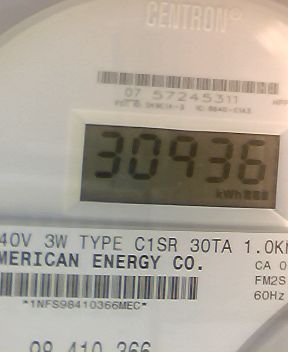 CENTRON®
07 57245311
30936
kWh
40V 3W TYPE C1SR 30TA 1.0K
MERICAN ENERGY CO.
CA 0
FM2S
60Hz
*1NFS98410366MEC*
98 410 366